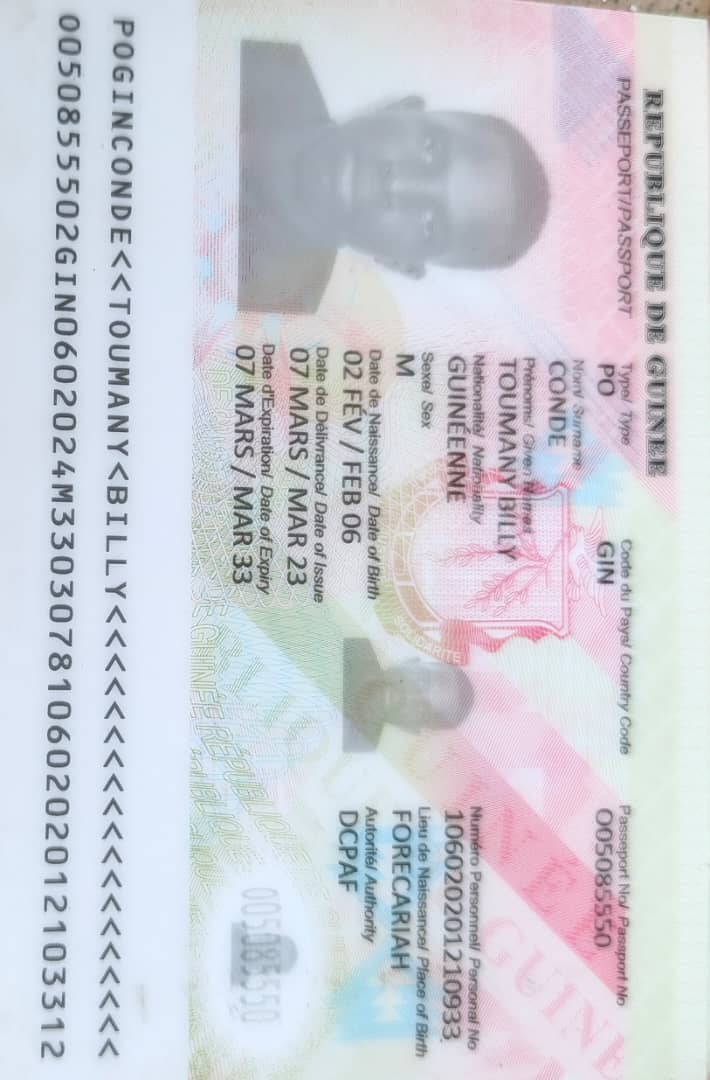 REPUBLIQUE DE GUINEE
PASSEPORT/PASSPORT
Type/ Type
Code du Pays/ Country Code
Passeport No/ Passport No
PO
GIN
O05085550
Nom/ Surname
CONDE
Prénoms/ Given Names
TOUMANY BILLY
Nationalité/ Nationality
Numéro Personnel/ Personal No
GUINÉENNE
106020201210933
Sexe/ Sex
Lieu de Naissance/ Place of Birth
M
FORECARIAH
Date de Naissance/ Date of Birth
Autorité/ Authority
02 FÉV / FEB 06
DCPAF
Date de Délivrance/ Date of Issue
07 MARS / MAR 23
Date d'Expiration/ Date of Expiry
07 MARS / MAR 33
SOLIDARITE
005085550
POGINCONDE<<TOUMANY<BILLY<<<<<<<<<<<<<<<<<<<
O050855502GIN0602024M33030781060202012103312